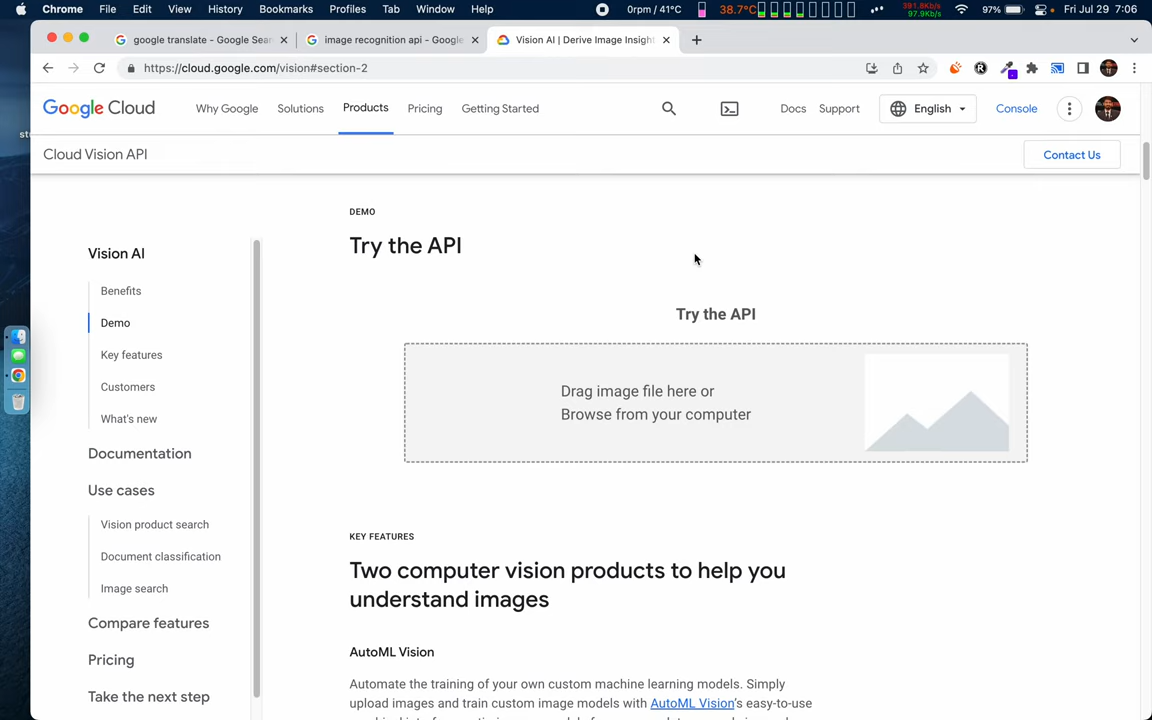 Chrome File Edit View History Bookmarks Profiles Tab Window Help 0rpm / 41°C 38.7°C 391.8Kb/s 97.9Kb/s 97% Fri Jul 29 7:06
google translate - Google Sear image recognition api - Google Vision AI | Derive Image Insight
https://cloud.google.com/vision#section-2
Google Cloud Why Google Solutions Products Pricing Getting Started Docs Support English Console
Cloud Vision API Contact Us
DEMO
Try the API
Vision AI
Benefits
Demo
Key features
Customers
What's new
Documentation
Use cases
Vision product search
Document classification
Image search
Compare features
Pricing
Take the next step
Try the API
Drag image file here or
Browse from your computer
KEY FEATURES
Two computer vision products to help you
understand images
AutoML Vision
Automate the training of your own custom machine learning models. Simply
upload images and train custom image models with AutoML Vision's easy-to-use